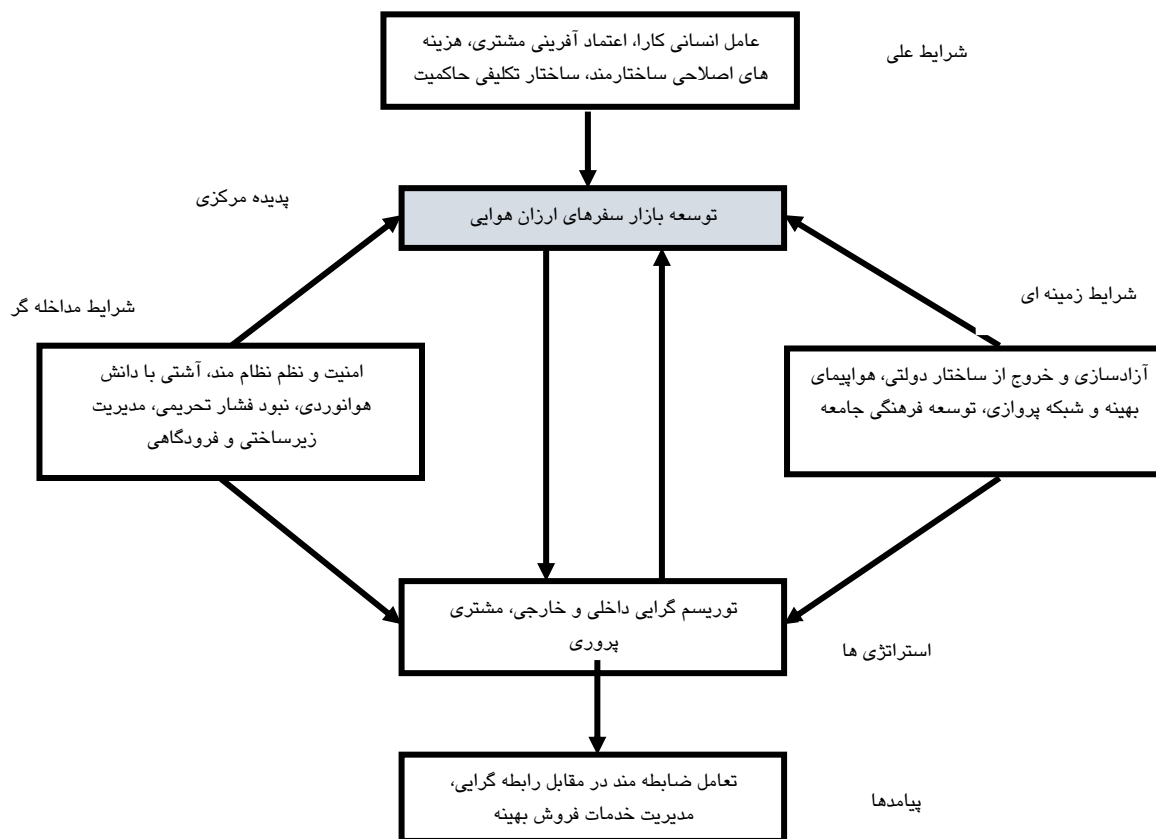 عامل انسانی کارا، اعتماد آفرینی مشتری، هزینه
های اصلاحی ساختارمند، ساختار تکلیفی حاکمیت
شرایط علی
پدیده مرکزی
توسعه بازار سفرهای ارزان هوایی
شرایط زمینه ای
شرایط مداخله گر
آزادسازی و خروج از ساختار دولتی، هواپیمای
بهینه و شبکه پروازی، توسعه فرهنگی جامعه
امنیت و نظم نظام مند، آشتی با دانش
هوانوردی، نبود فشار تحریمی، مدیریت
زیرساختی و فرودگاهی
توریسم گرایی داخلی و خارجی، مشتری
پروری
استراتژی ها
تعامل ضابطه مند در مقابل رابطه گرایی،
مدیریت خدمات فروش بهینه
پیامدها